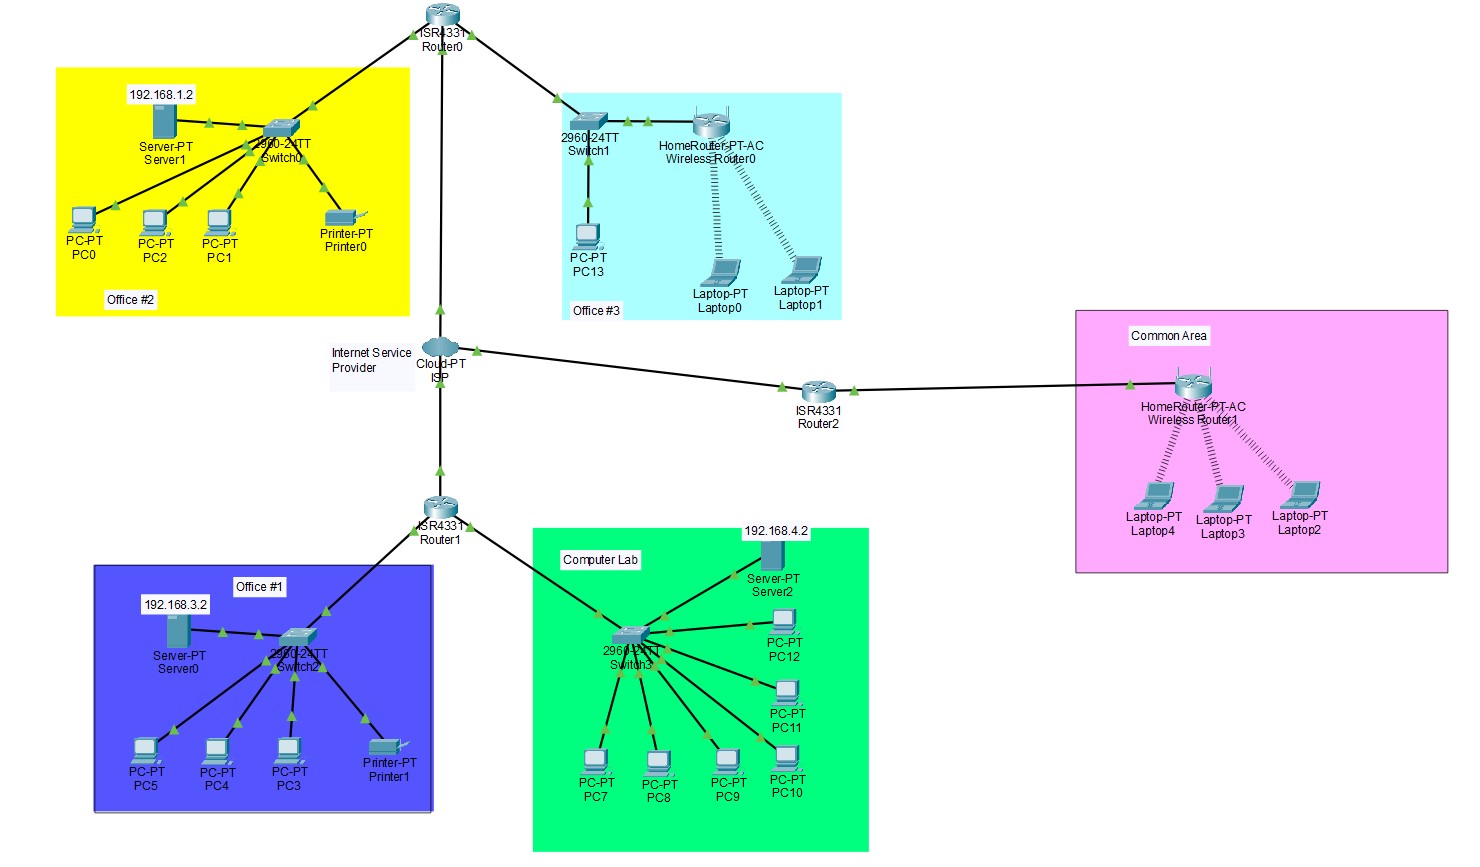 ISR4331
Router0
192.168.1.2
Server-PT
Server1
2960-24TT
Switch0
PC-PT
PC0
PC-PT
PC2
PC-PT
PC1
Printer-PT
Printer0
Office #2
2960-24TT
Switch1
HomeRouter-PT-AC
Wireless Router0
PC-PT
PC13
Laptop-PT
Laptop0
Laptop-PT
Laptop1
Office #3
Internet Service
Provider
Cloud-PT
ISP
ISR4331
Router2
Common Area
HomeRouter-PT-AC
Wireless Router1
Laptop-PT
Laptop4
Laptop-PT
Laptop3
Laptop-PT
Laptop2
ISR4331
Router1
Office #1
192.168.3.2
Server-PT
Server0
2960-24TT
Switch2
PC-PT
PC5
PC-PT
PC4
PC-PT
PC3
Printer-PT
Printer1
Computer Lab
192.168.4.2
Server-PT
Server2
2960-24TT
Switch3
PC-PT
PC12
PC-PT
PC11
PC-PT
PC7
PC-PT
PC8
PC-PT
PC9
PC-PT
PC10